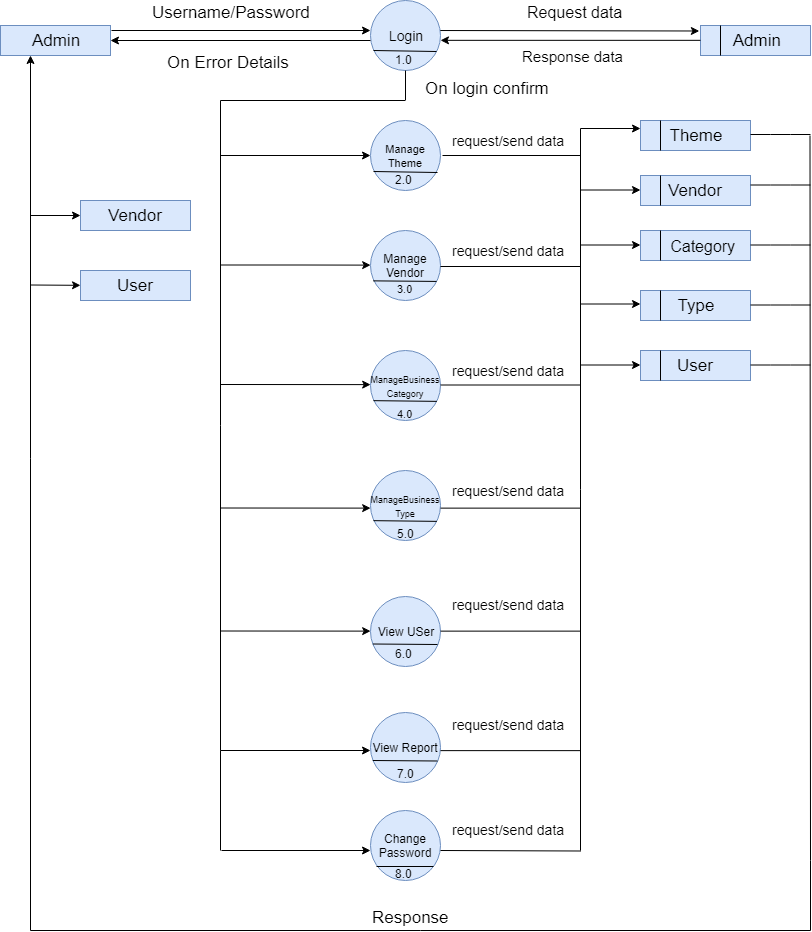 Username/Password
Request data
Admin
Login
Admin
On Error Details
1.0
Response data
On login confirm
Manage
Theme
2.0
request/send data
Theme
Vendor
Vendor
Manage
Vendor
3.0
request/send data
Category
User
Type
ManageBusiness
Category
4.0
request/send data
User
ManageBusiness
Type
5.0
request/send data
View USer
6.0
request/send data
View Report
7.0
request/send data
Change
Password
8.0
request/send data
Response